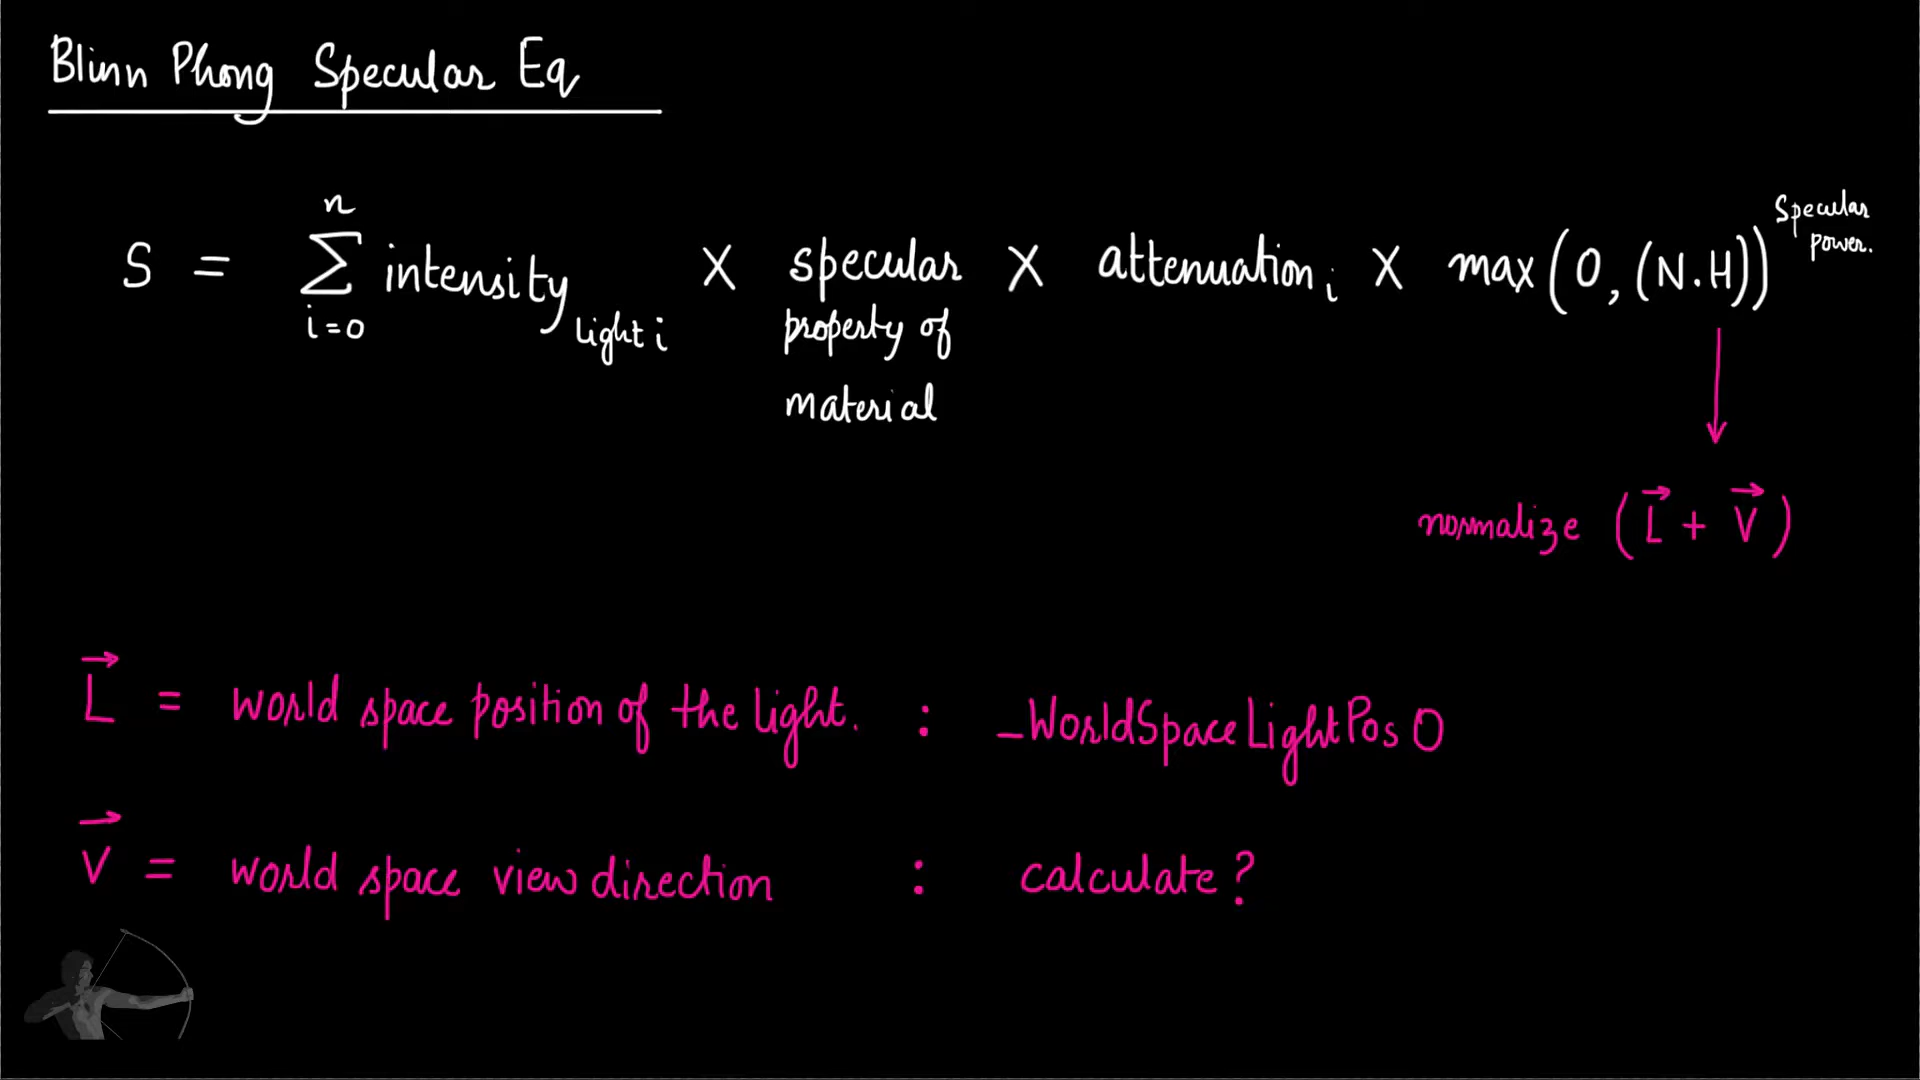 Blinn Phong Specular Eq
S = n ∑ i=0 intensity light i X specular property of material X attenuation i X max(0, (N.H)) Specular power.
normalize (L + V)
L = world space position of the light. : _WorldSpaceLightPos0
V = world space view direction : calculate?